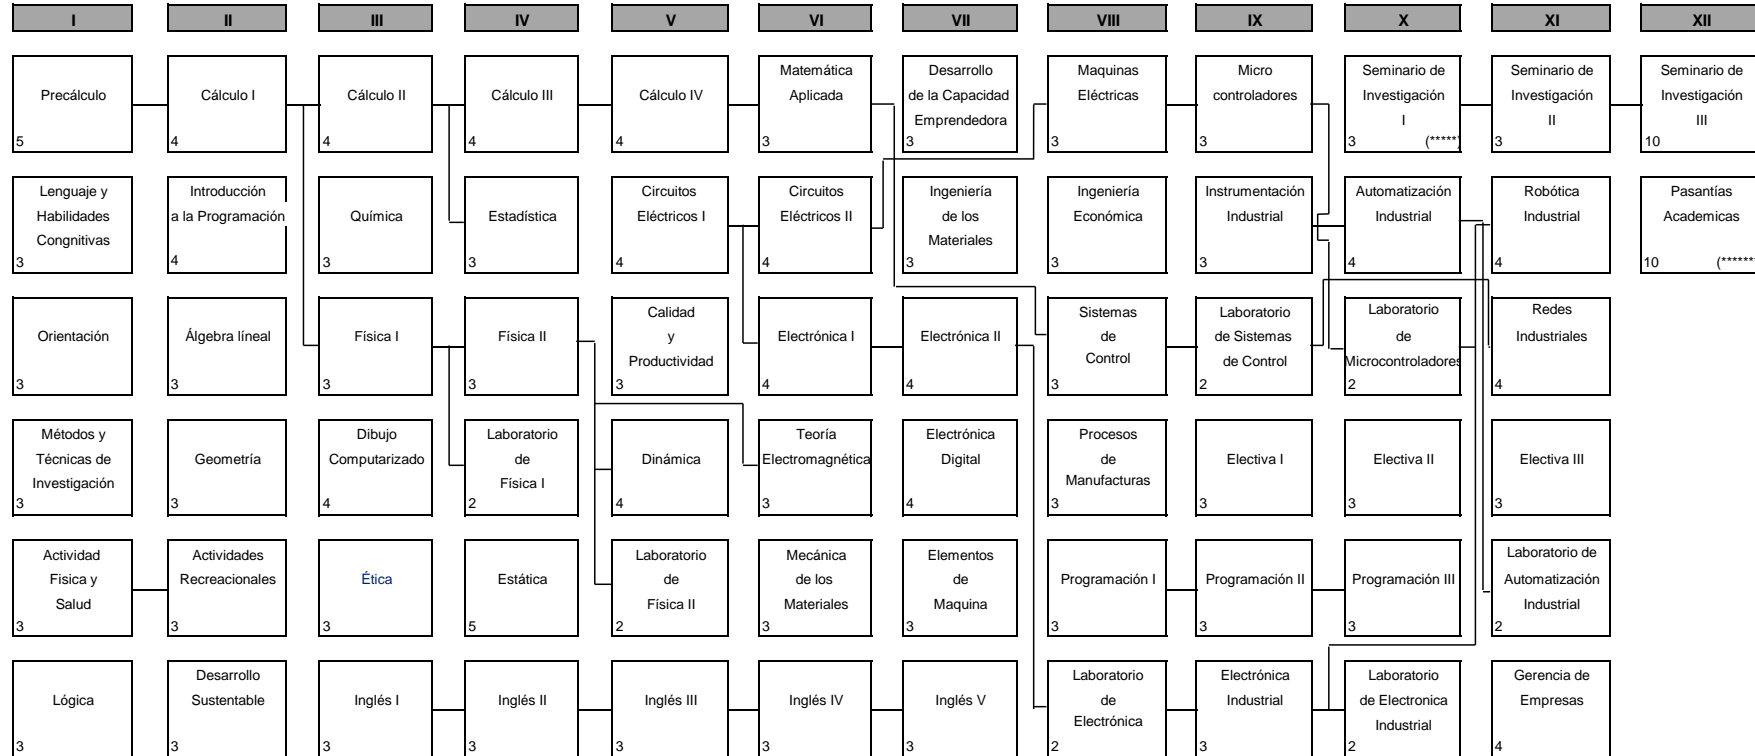 I II III IV V VI VII VIII IX X XI XII
Precálculo
5
Cálculo I
4
Cálculo II
4
Cálculo III
4
Cálculo IV
4
Matemática
Aplicada
3
Desarrollo
de la Capacidad
Emprendedora
3
Maquinas
Eléctricas
3
Micro
controladores
3
Seminario de
Investigación
I
3 (*****)
Seminario de
Investigación
II
3
Seminario de
Investigación
III
10
Lenguaje y
Habilidades
Congnitivas
3
Introducción
a la Programación
4
Química
3
Estadística
3
Circuitos
Eléctricos I
4
Circuitos
Eléctricos II
4
Ingeniería
de los
Materiales
3
Ingeniería
Económica
3
Instrumentación
Industrial
3
Automatización
Industrial
4
Robótica
Industrial
4
Pasantías
Academicas
10 (*******
Orientación
3
Álgebra líneal
3
Física I
3
Física II
3
Calidad
y
Productividad
3
Electrónica I
4
Electrónica II
4
Sistemas
de
Control
3
Laboratorio
de Sistemas
de Control
2
Laboratorio
de
Microcontroladores
2
Redes
Industriales
4
Métodos y
Técnicas de
Investigación
3
Geometría
3
Dibujo
Computarizado
4
Laboratorio
de
Física I
2
Dinámica
4
Teoría
Electromagnética
3
Electrónica
Digital
4
Procesos
de
Manufacturas
3
Electiva I
3
Electiva II
3
Electiva III
3
Actividad
Fisica y
Salud
3
Actividades
Recreacionales
3
Ética
3
Estática
5
Laboratorio
de
Física II
2
Mecánica
de los
Materiales
3
Elementos
de
Maquina
3
Programación I
3
Programación II
3
Programación III
3
Laboratorio de
Automatización
Industrial
2
Lógica
3
Desarrollo
Sustentable
3
Inglés I
3
Inglés II
3
Inglés III
3
Inglés IV
3
Inglés V
3
Laboratorio
de
Electrónica
2
Electrónica
Industrial
3
Laboratorio
de Electronica
Industrial
2
Gerencia de
Empresas
4